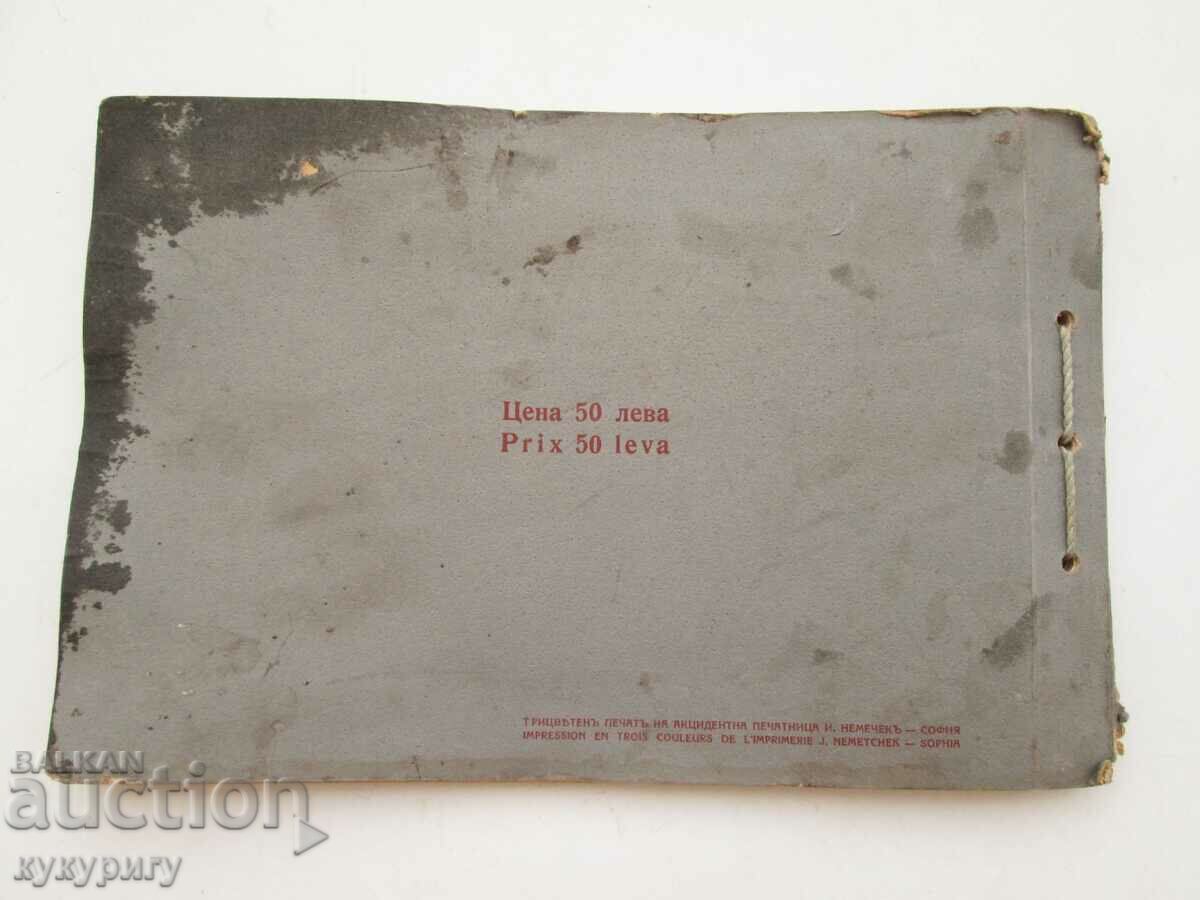 Цена 50 лева
Prix 50 leva
ТРИЦВѢТЕНЪ ПЕЧАТЪ НА АКЦИДЕНТНА ПЕЧАТНИЦА И. НЕМЕЧЕКЪ — СОФИЯ
IMPRESSION EN TROIS COULEURS DE L'IMPRIMERIE J. NEMETCHEK — SOPHIA
BALKAN
auction
кукуригу